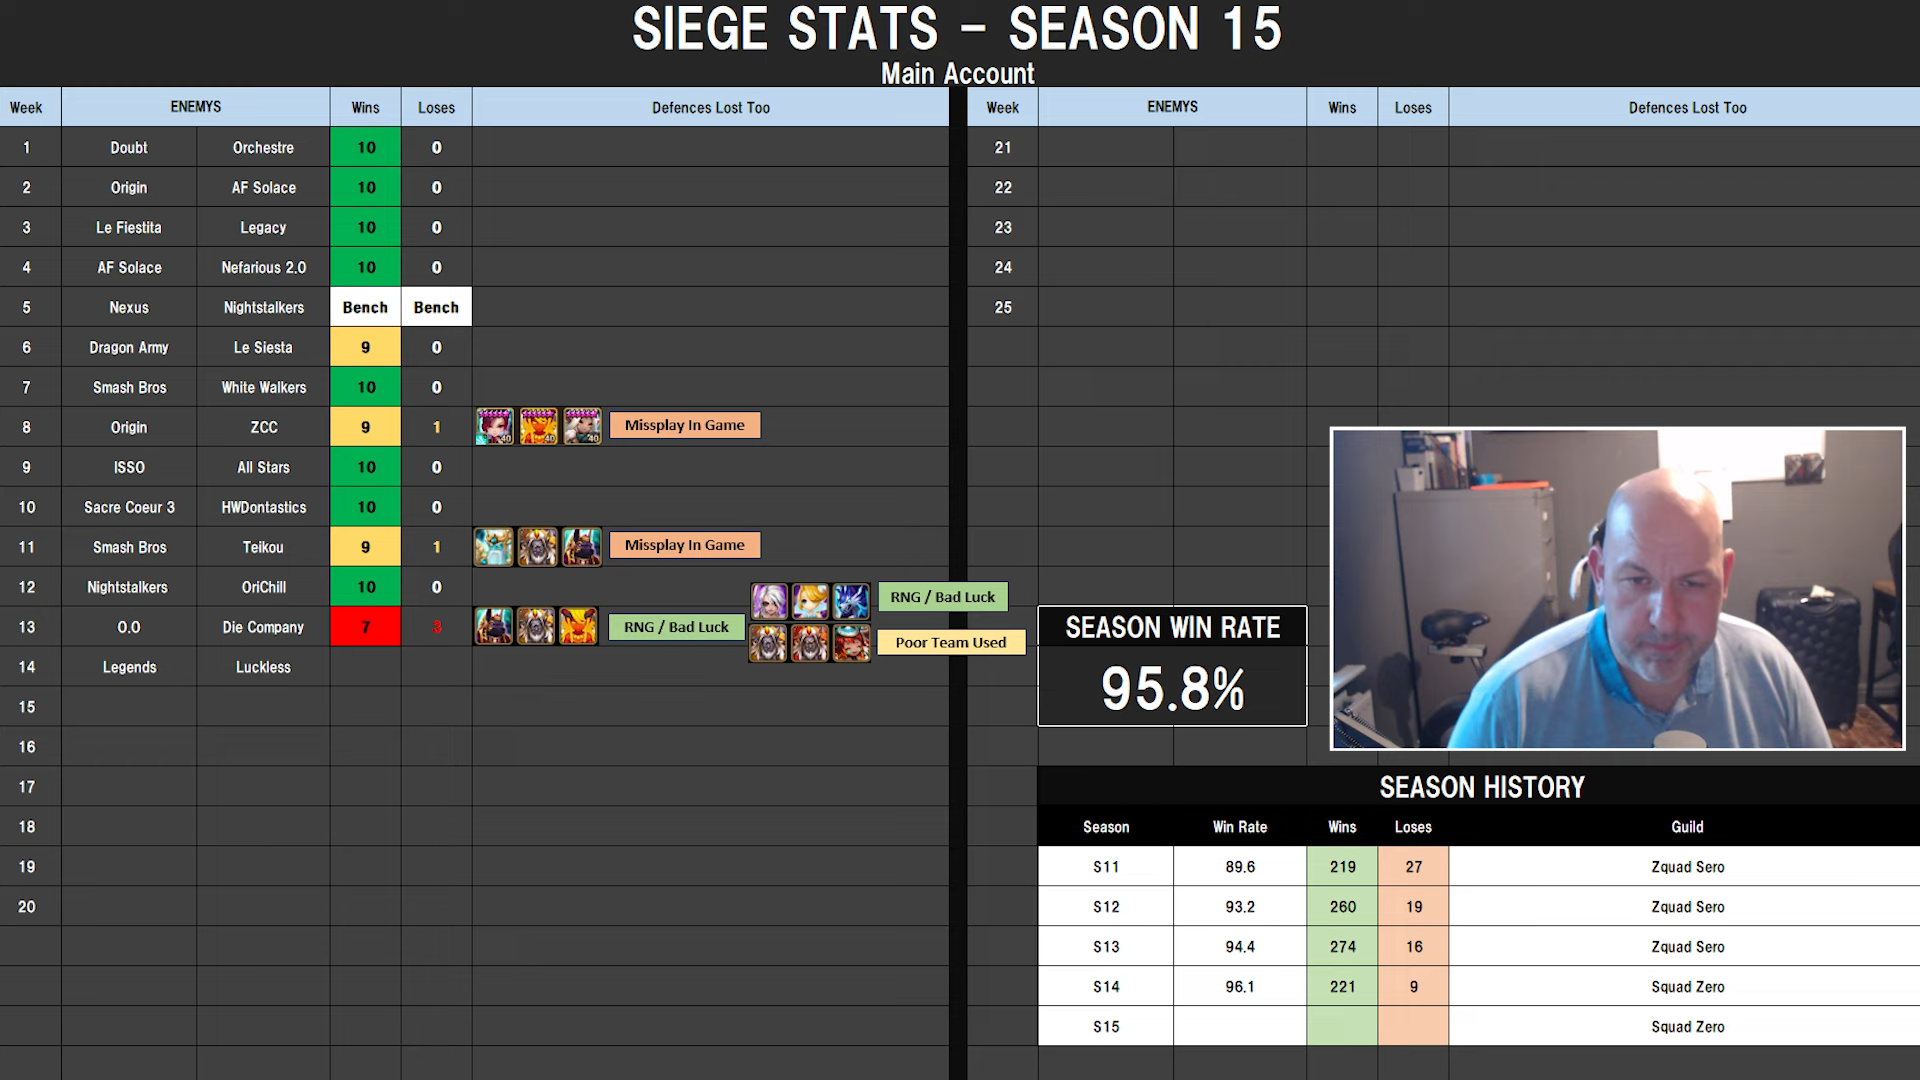 SIEGE STATS - SEASON 15
Main Account
Week ENEMYS Wins Loses Defences Lost Too
1 Doubt Orchestre 10 0
2 Origin AF Solace 10 0
3 Le Fiestita Legacy 10 0
4 AF Solace Nefarious 2.0 10 0
5 Nexus Nightstalkers Bench Bench
6 Dragon Army Le Siesta 9 0
7 Smash Bros White Walkers 10 0
8 Origin ZCC 9 1 40 40 40 Missplay In Game
9 ISSO All Stars 10 0
10 Sacre Coeur 3 HWDontastics 10 0
11 Smash Bros Teikou 9 1 Missplay In Game
12 Nightstalkers OriChill 10 0
RNG / Bad Luck
13 O.O Die Company 7 3 RNG / Bad Luck
Poor Team Used
14 Legends Luckless
15
16
17
18
19
20
Week ENEMYS Wins Loses Defences Lost Too
21
22
23
24
25
SEASON WIN RATE
95.8%
SEASON HISTORY
Season Win Rate Wins Loses Guild
S11 89.6 219 27 Zquad Sero
S12 93.2 260 19 Zquad Sero
S13 94.4 274 16 Zquad Sero
S14 96.1 221 9 Squad Zero
S15 Squad Zero